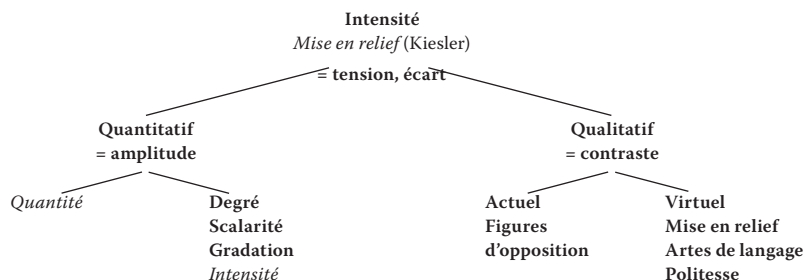 Intensité
Mise en relief (Kiesler)
= tension, écart
Quantitatif
= amplitude
Qualitatif
= contraste
Quantité
Degré
Scalarité
Gradation
Intensité
Actuel
Figures
d'opposition
Virtuel
Mise en relief
Artes de langage
Politesse